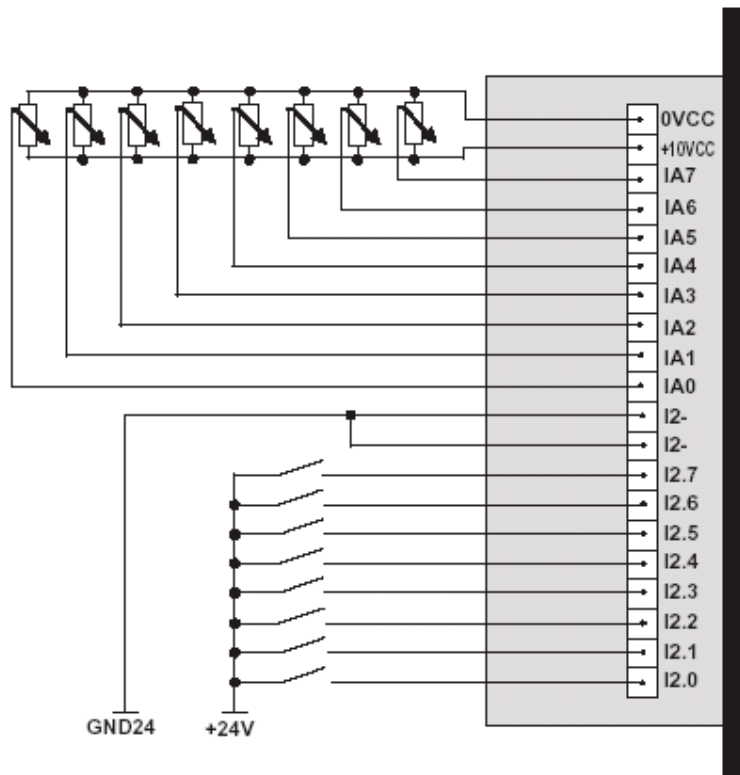 0VCC
+10VCC
IA7
IA6
IA5
IA4
IA3
IA2
IA1
IA0
I2-
I2-
I2.7
I2.6
I2.5
I2.4
I2.3
I2.2
I2.1
I2.0
GND24
+24V